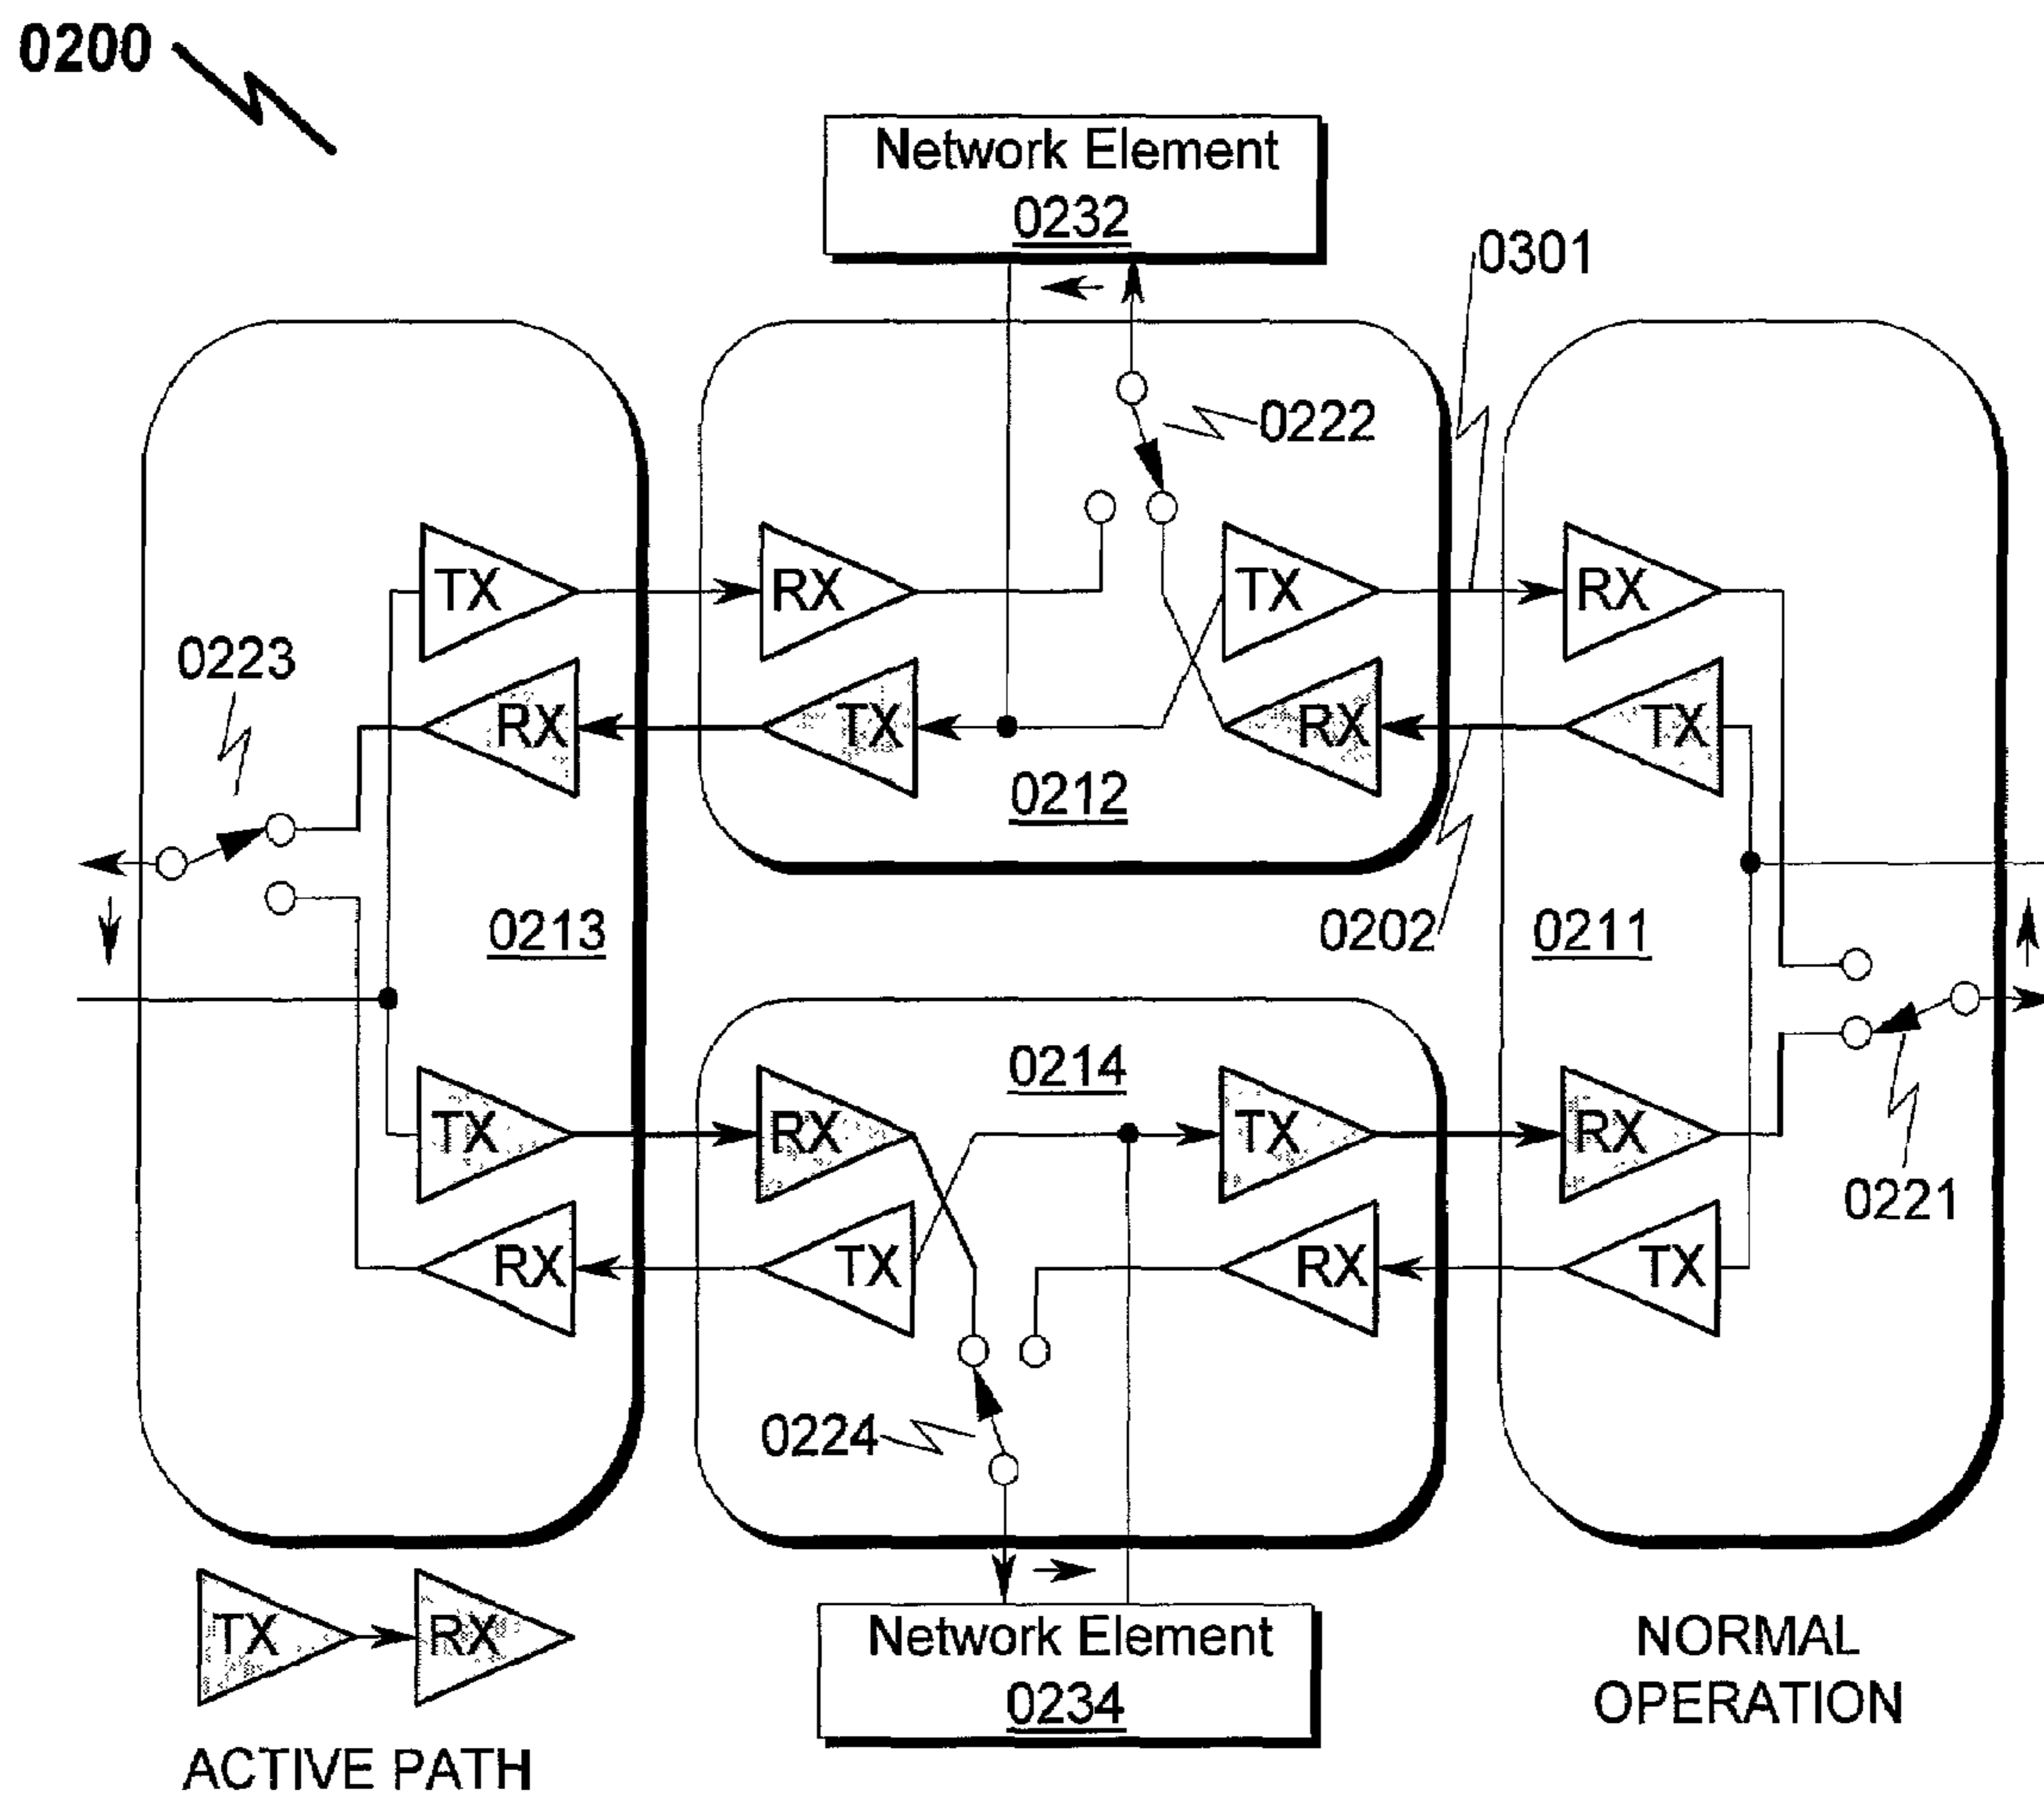 0200
Network Element
0232
0301
0222
TX
RX
TX
RX
0223
RX
TX
RX
TX
0212
0213
0202
0211
0214
TX
RX
TX
RX
0221
RX
TX
RX
TX
0224
TX
RX
Network Element
0234
NORMAL
OPERATION
ACTIVE PATH